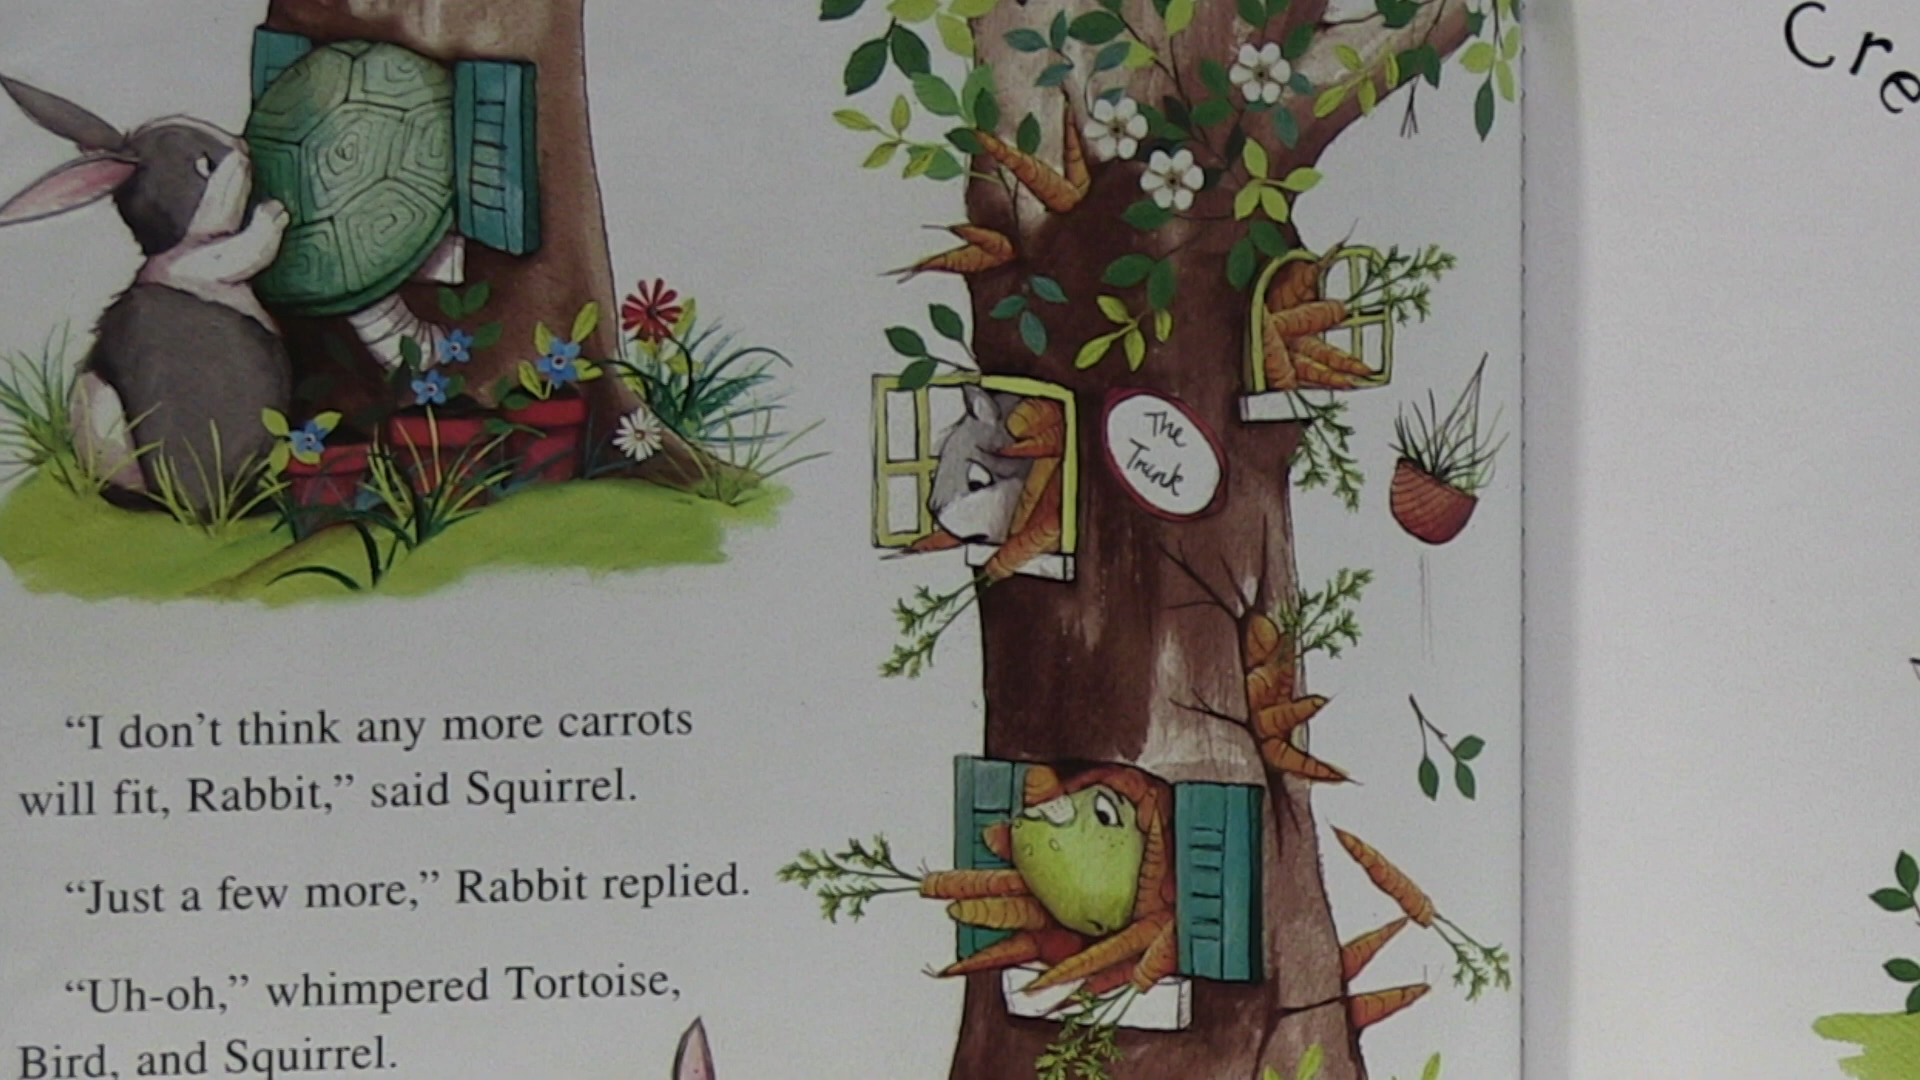 Cre
The
Trunk
“I don’t think any more carrots
will fit, Rabbit,” said Squirrel.
“Just a few more,” Rabbit replied.
“Uh-oh,” whimpered Tortoise,
Bird, and Squirrel.